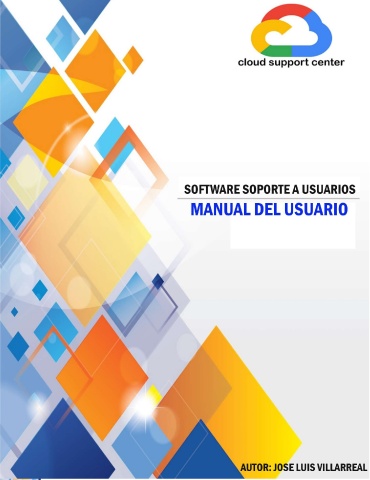 cloud support center
SOFTWARE SOPORTE A USUARIOS
MANUAL DEL USUARIO
AUTOR: JOSE LUIS VILLARREAL